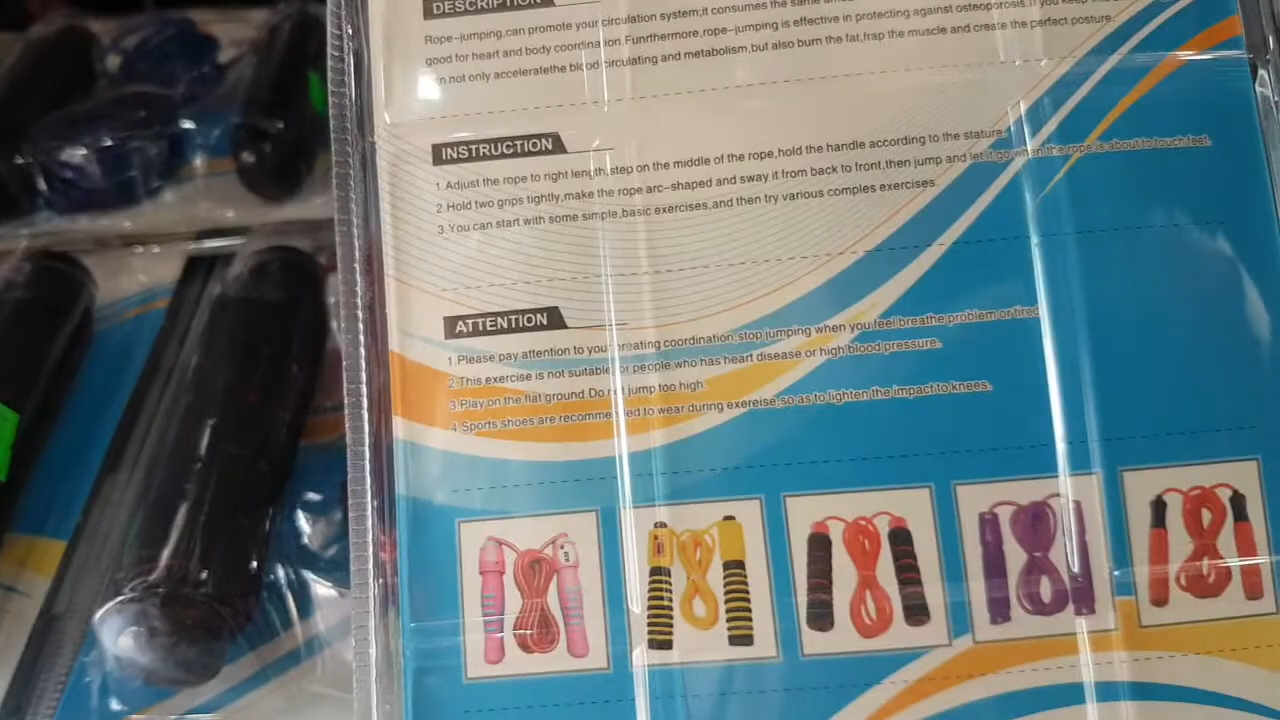 DESCRIPTION
Rope-jumping,can promote your circulation system;it consumes the same
good for heart and body coordination.Funrthermore,rope-jumping is effective in protecting against osteoporosis.If you keep
n not only acceleratethe blood circulating and metabolism,but also burn the fat,frap the muscle and create the perfect posture.
INSTRUCTION
1.Adjust the rope to right length,step on the middle of the rope,hold the handle according to the stature.
2.Hold two grips tightly,make the rope arc-shaped and sway it from back to front,then jump and let it go when the rope is about to touch feet.
3.You can start with some simple,basic exercises,and then try various comples exercises.
ATTENTION
1.Please pay attention to your breating coordination,stop jumping when you feel breathe problem or tired
2.This exercise is not suitable for people who has heart disease or high blood pressure.
3.Play on the flat ground.Do not jump too high.
4.Sports shoes are recommended to wear during exereise,so as to lighten the impact to knees.